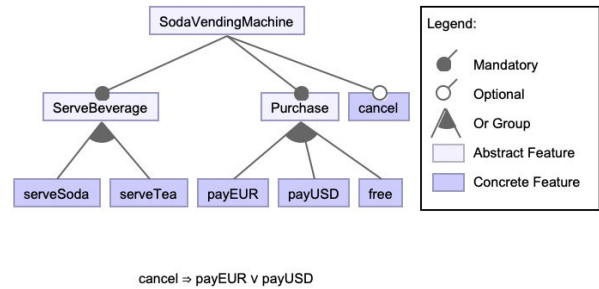 SodaVendingMachine
Legend:
Mandatory
Optional
Or Group
Abstract Feature
Concrete Feature
ServeBeverage
Purchase
cancel
serveSoda
serveTea
payEUR
payUSD
free
cancel ⇒ payEUR ∨ payUSD